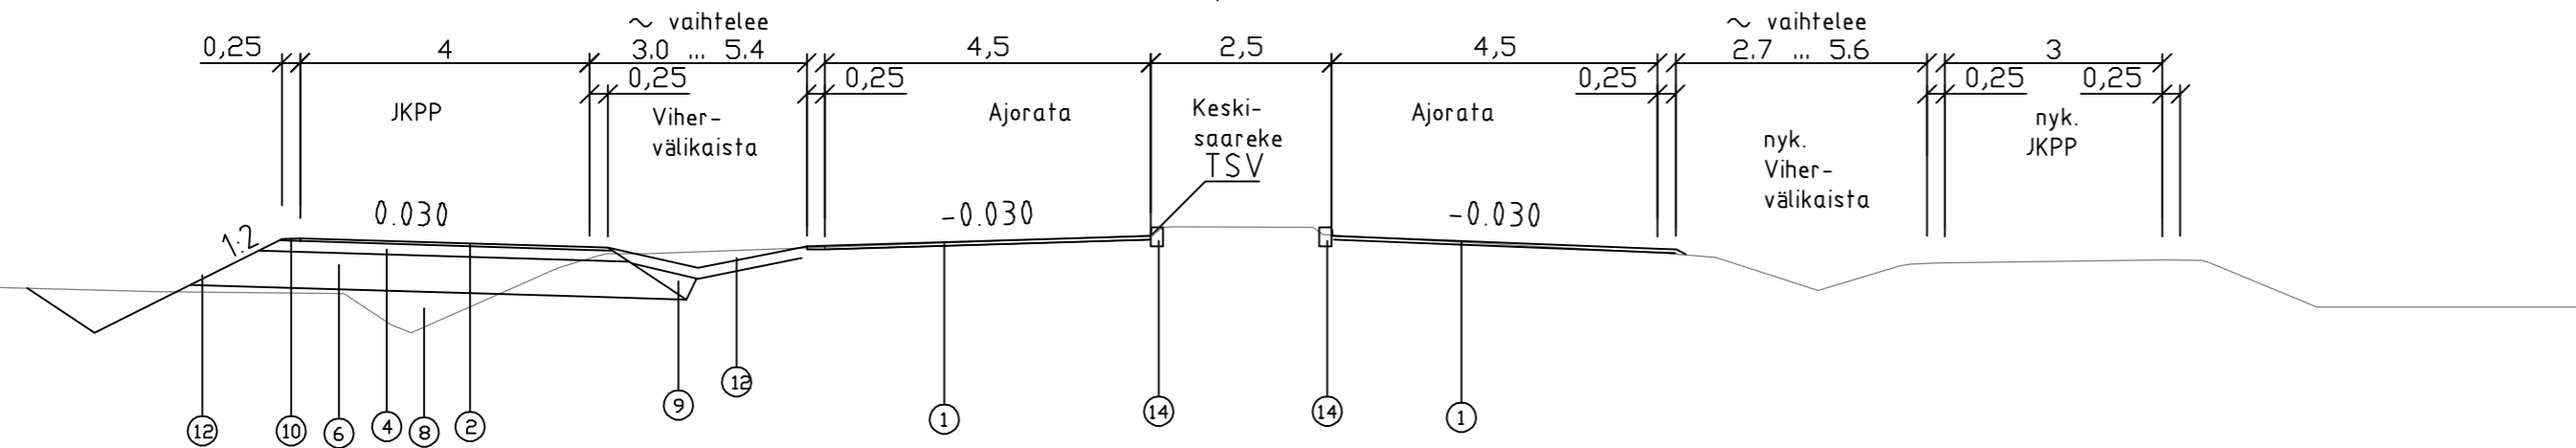 ~ vaihtelee
~ vaihtelee
0,25
4
3.0 ... 5.4
4,5
2,5
4,5
2.7 ... 5.6
3
0,25
0,25
0,25
0,25
0,25
JKPP
Viher-
välikaista
Ajorata
Keski-
saareke
TSV
Ajorata
nyk.
Viher-
välikaista
nyk.
JKPP
1:2
0.030
-0.030
-0.030
12
10
6
4
8
2
9
12
1
14
14
1